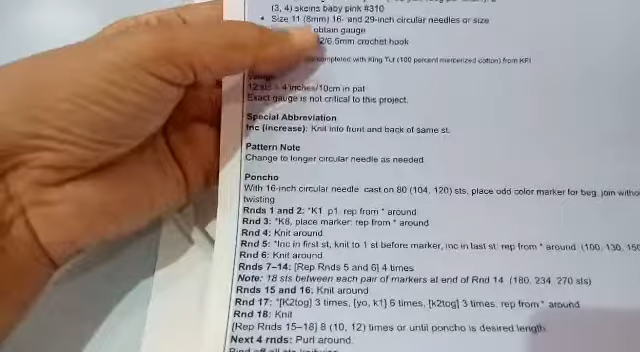 (3, 4) skeins baby pink #310
• Size 11 (8mm) 16- and 29-inch circular needles or size
obtain gauge
/6.5mm crochet hook
completed with King Tut (100 percent mercerized cotton) from KFI
Gauge
12 sts = 4 inches/10cm in pat
Exact gauge is not critical to this project.
Special Abbreviation
Inc (increase): Knit into front and back of same st.
Pattern Note
Change to longer circular needle as needed
Poncho
With 16-inch circular needle cast on 80 (104, 120) sts, place odd color marker for beg, join witho
twisting
Rnds 1 and 2: *K1 p1, rep from * around
Rnd 3: *K8, place marker; rep from * around
Rnd 4: Knit around
Rnd 5: *Inc in first st, knit to 1 st before marker, inc in last st; rep from * around (100, 130, 150
Rnd 6: Knit around
Rnds 7–14: [Rep Rnds 5 and 6] 4 times
Note: 18 sts between each pair of markers at end of Rnd 14 (180, 234, 270 sts)
Rnds 15 and 16: Knit around
Rnd 17: *[K2tog] 3 times, [yo, k1] 6 times, [k2tog] 3 times, rep from * around
Rnd 18: Knit
[Rep Rnds 15–18] 8 (10, 12) times or until poncho is desired length
Next 4 rnds: Purl around.
Bind off all sts